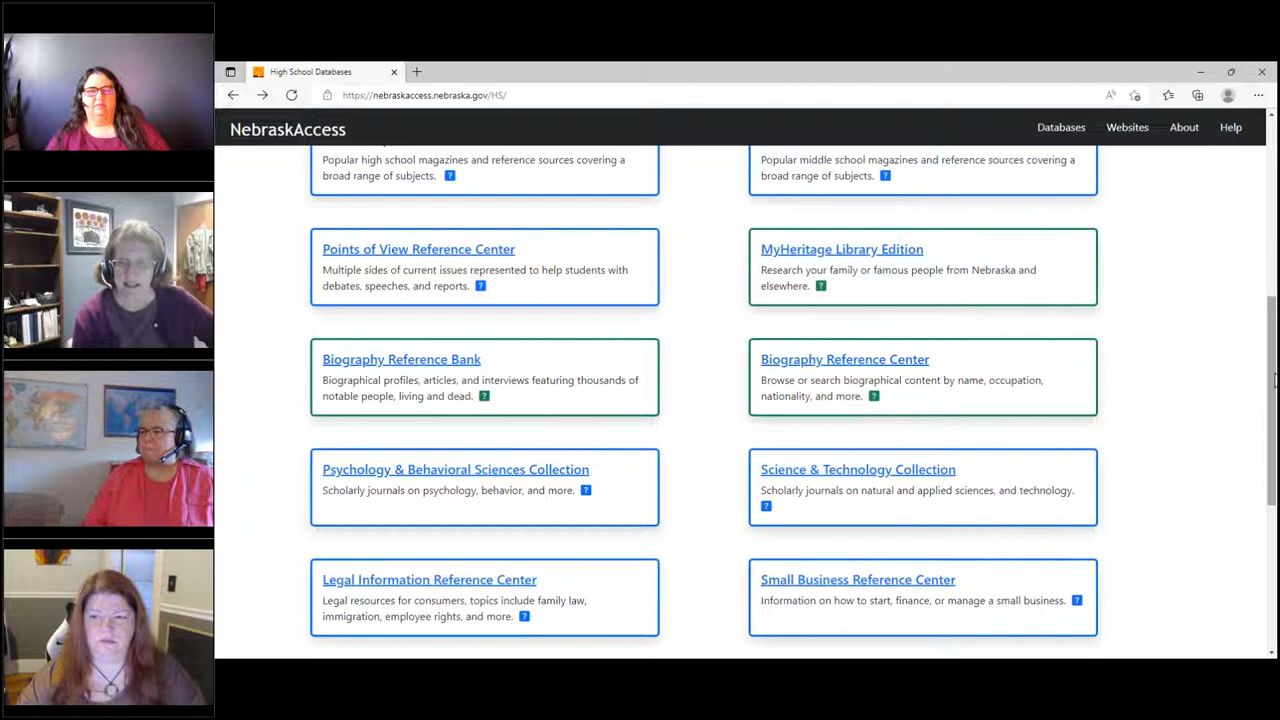 High School Databases
https://nebraskaccess.nebraska.gov/HS/
NebraskAccess
Databases Websites About Help
Popular high school magazines and reference sources covering a
broad range of subjects. ?
Popular middle school magazines and reference sources covering a
broad range of subjects. ?
Points of View Reference Center
Multiple sides of current issues represented to help students with
debates, speeches, and reports. ?
MyHeritage Library Edition
Research your family or famous people from Nebraska and
elsewhere. ?
Biography Reference Bank
Biographical profiles, articles, and interviews featuring thousands of
notable people, living and dead. ?
Biography Reference Center
Browse or search biographical content by name, occupation,
nationality, and more. ?
Psychology & Behavioral Sciences Collection
Scholarly journals on psychology, behavior, and more. ?
Science & Technology Collection
Scholarly journals on natural and applied sciences, and technology.
?
Legal Information Reference Center
Legal resources for consumers, topics include family law,
immigration, employee rights, and more. ?
Small Business Reference Center
Information on how to start, finance, or manage a small business. ?